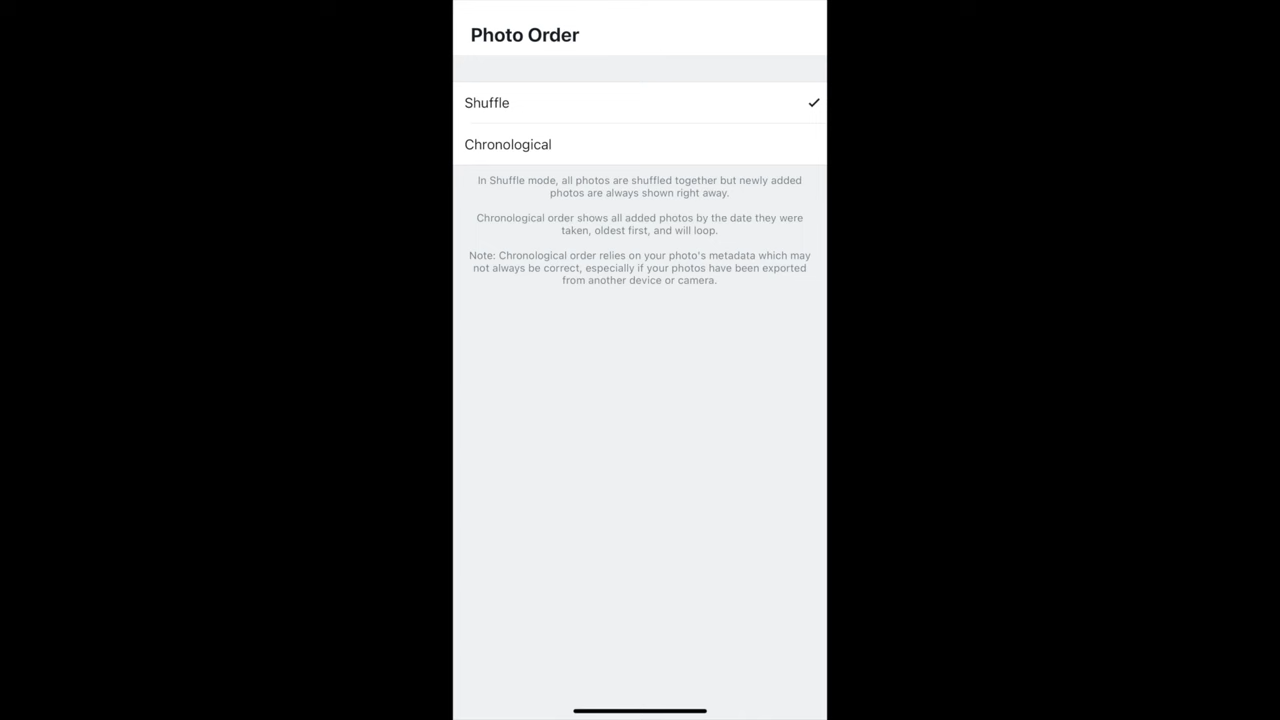 Photo Order
Shuffle
Chronological
In Shuffle mode, all photos are shuffled together but newly added
photos are always shown right away.
Chronological order shows all added photos by the date they were
taken, oldest first, and will loop.
Note: Chronological order relies on your photo's metadata which may
not always be correct, especially if your photos have been exported
from another device or camera.